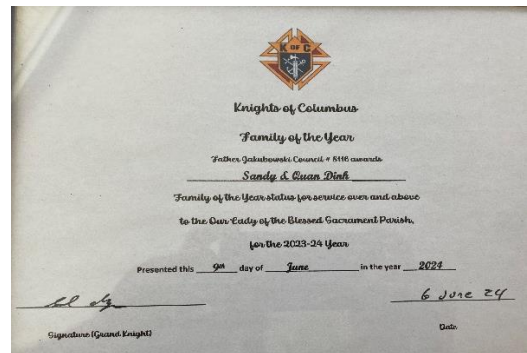 K OF C
Knights of Columbus
Family of the Year
Father Jakubowski Council # 6116 awards
Sandy & Quan Dinh
Family of the Year status for service over and above
to the Our Lady of the Blessed Sacrament Parish,
for the 2023-24 Year
Presented this 9th day of June in the year 2024
6 June 24
Signature (Grand Knight) Date